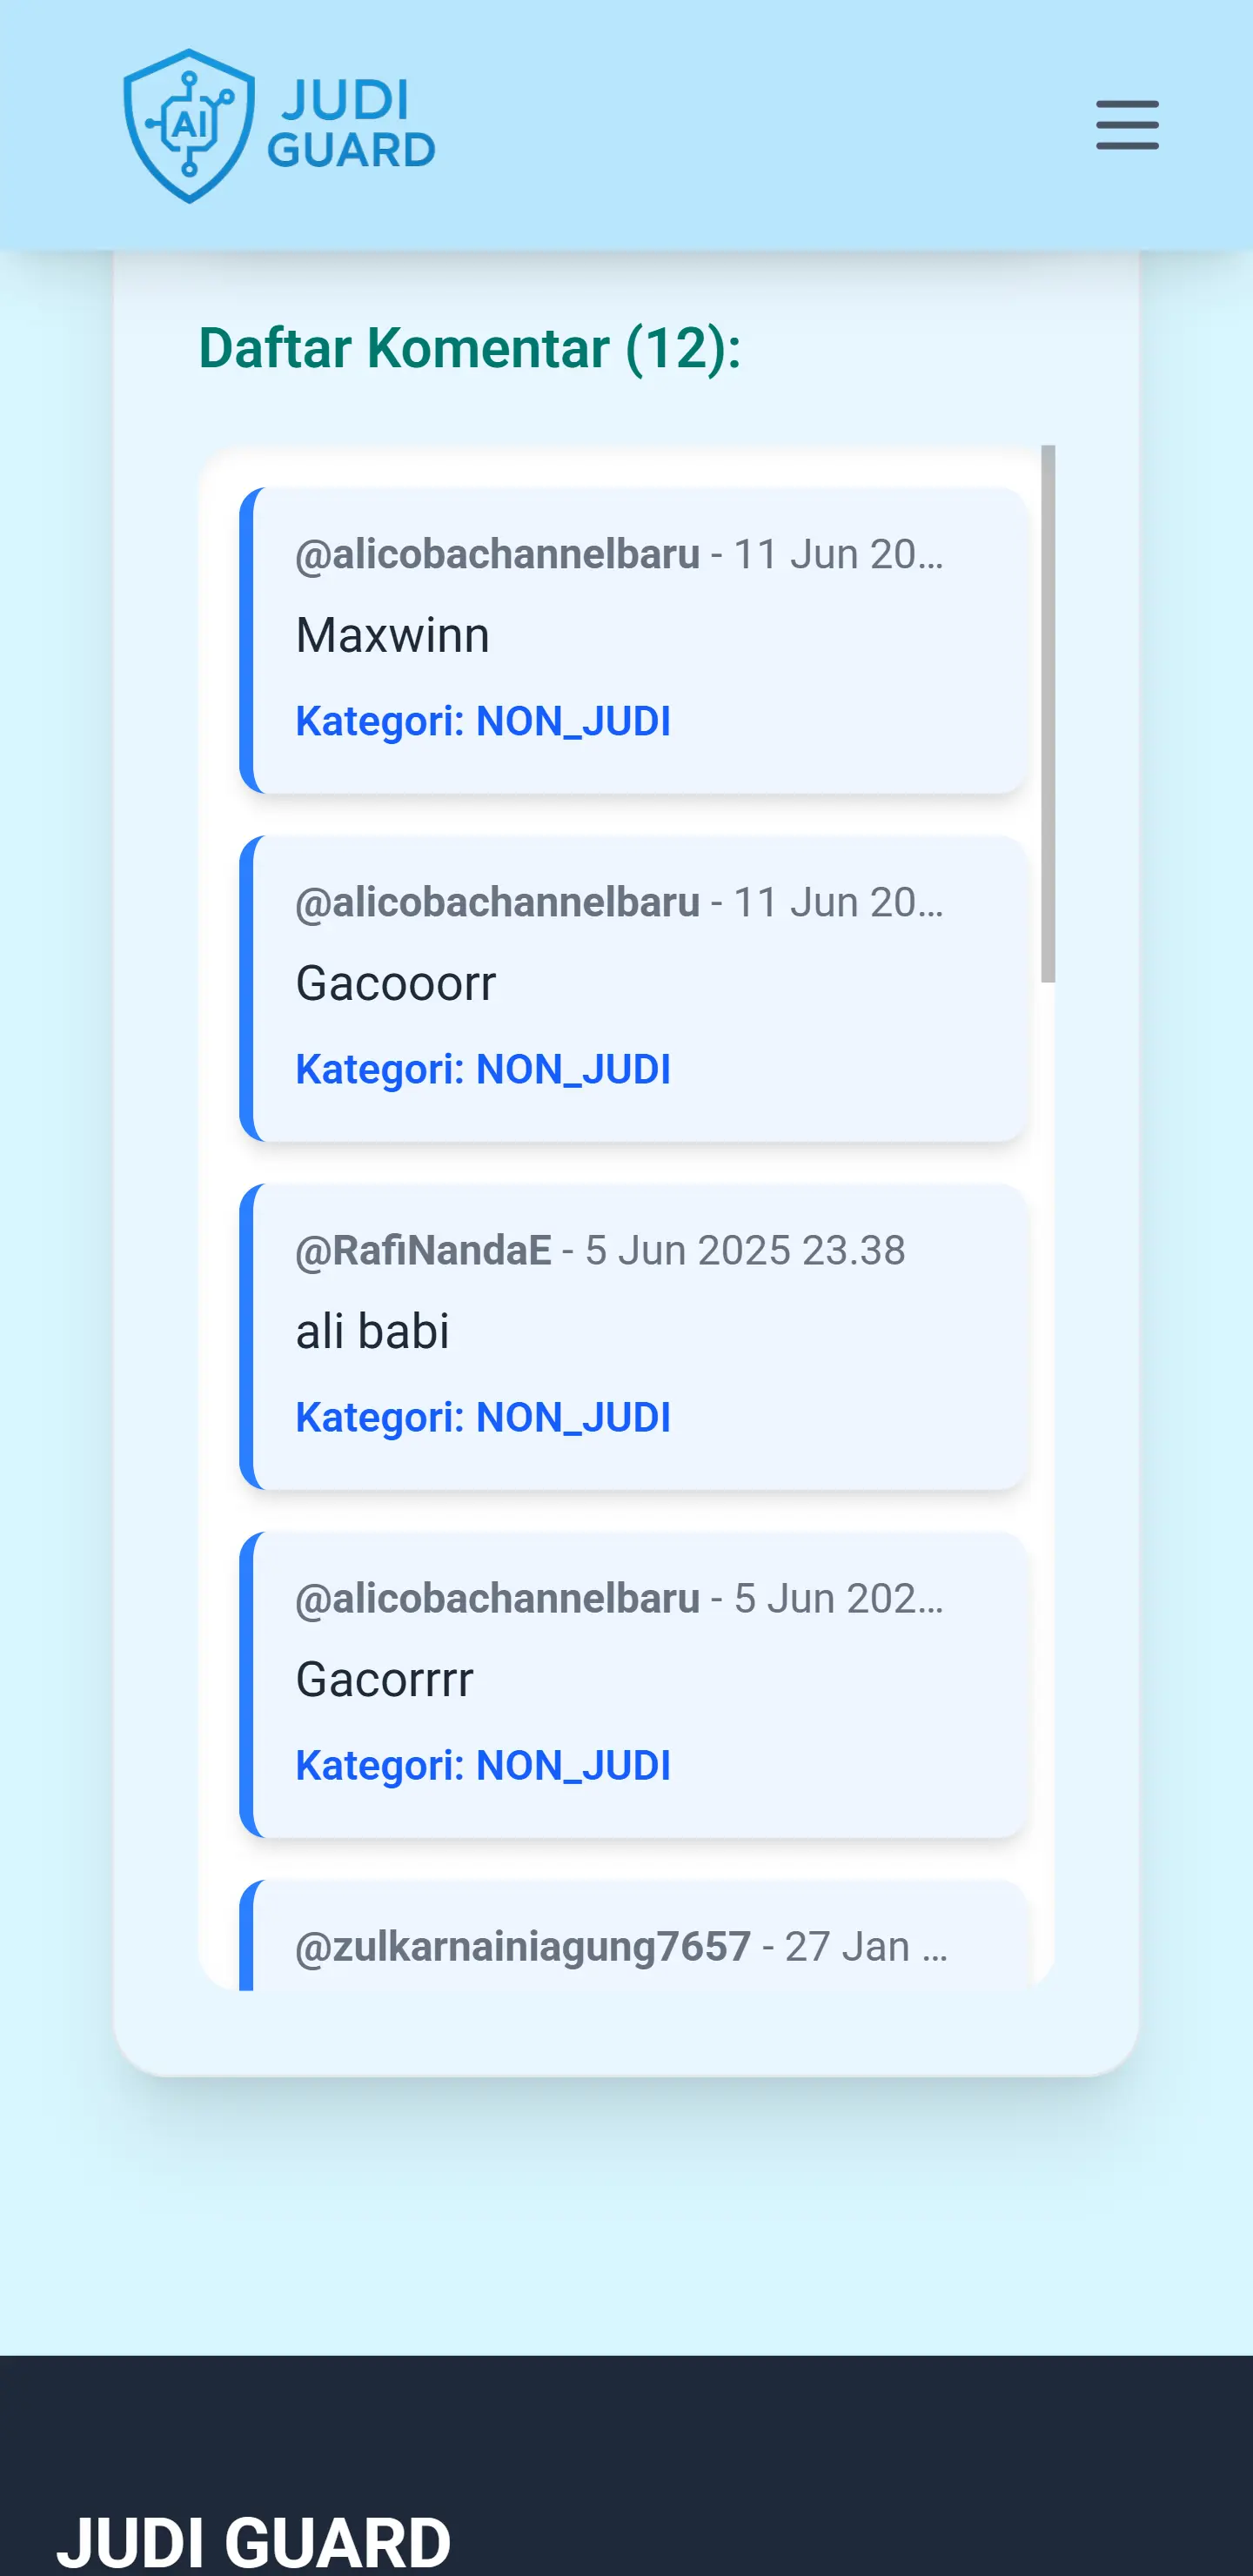 AI
JUDI
GUARD
Daftar Komentar (12):
@alicobachannelbaru - 11 Jun 20...
Maxwinn
Kategori: NON_JUDI
@alicobachannelbaru - 11 Jun 20...
Gacooorr
Kategori: NON_JUDI
@RafiNandaE - 5 Jun 2025 23.38
ali babi
Kategori: NON_JUDI
@alicobachannelbaru - 5 Jun 202...
Gacorrrr
Kategori: NON_JUDI
@zulkarnainiagung7657 - 27 Jan ...
JUDI GUARD